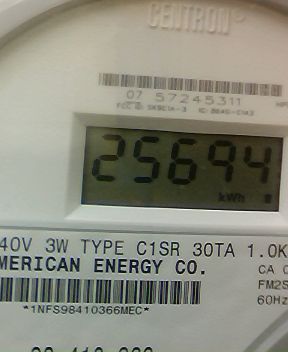 CENTRON®
07 57245311
25694
kWh
40V 3W TYPE C1SR 30TA 1.0K
MERICAN ENERGY CO.
CA 0
FM2S
60Hz
*1NFS98410366MEC*